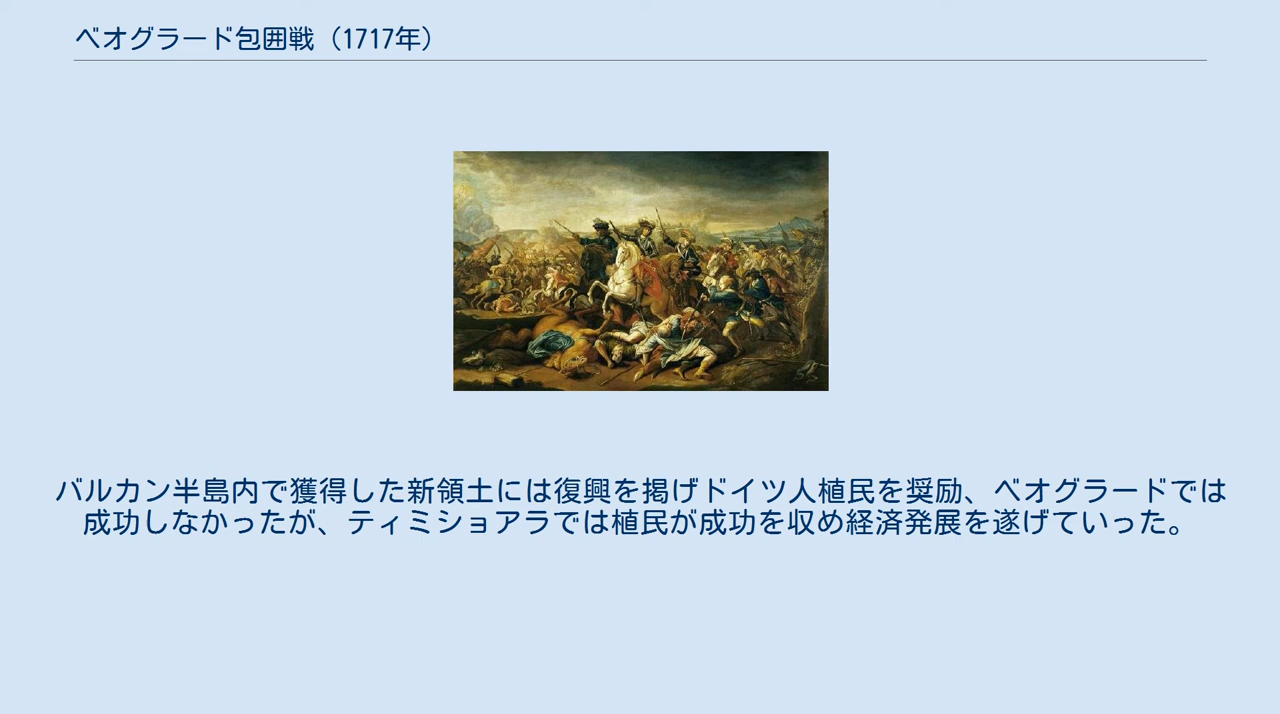 ベオグラード包囲戦（1717年）
バルカン半島内で獲得した新領土には復興を掲げドイツ人植民を奨励、ベオグラードでは
成功しなかったが、ティミショアラでは植民が成功を収め経済発展を遂げていった。